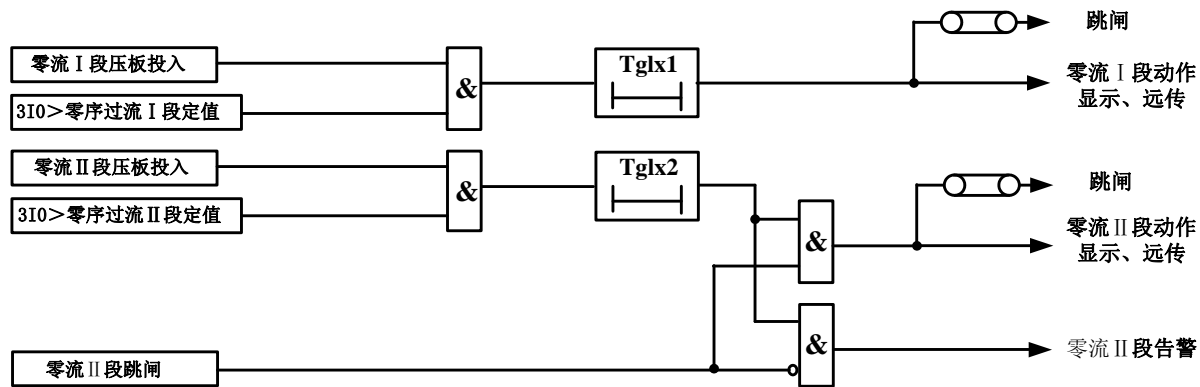 零流Ⅰ段压板投入
3I0＞零序过流Ⅰ段定值
&
Tglx1
跳闸
零流Ⅰ段动作
显示、远传
零流Ⅱ段压板投入
3I0>零序过流Ⅱ段定值
&
Tglx2
&
跳闸
零流Ⅱ段动作
显示、远传
零流Ⅱ段跳闸
&
零流Ⅱ段告警